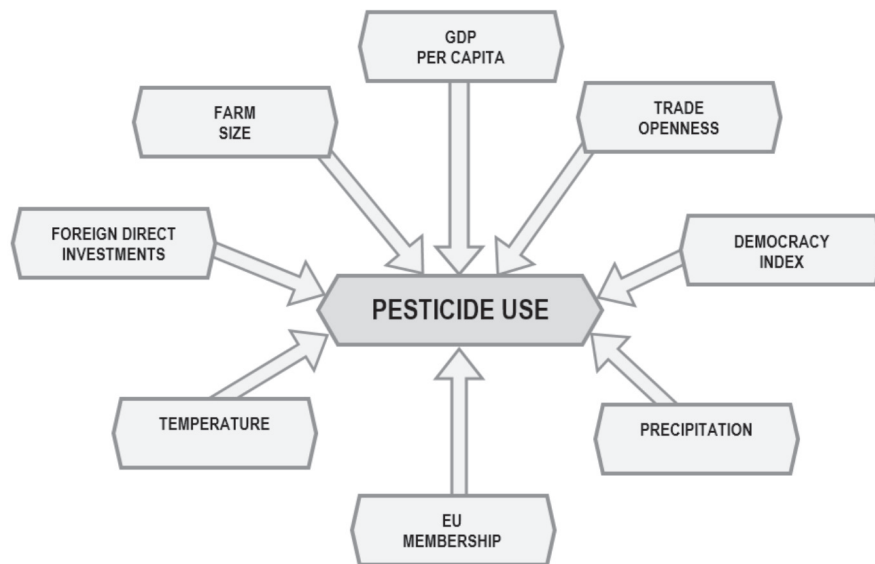 GDP
PER CAPITA
FARM
SIZE
TRADE
OPENNESS
FOREIGN DIRECT
INVESTMENTS
DEMOCRACY
INDEX
PESTICIDE USE
TEMPERATURE
PRECIPITATION
EU
MEMBERSHIP